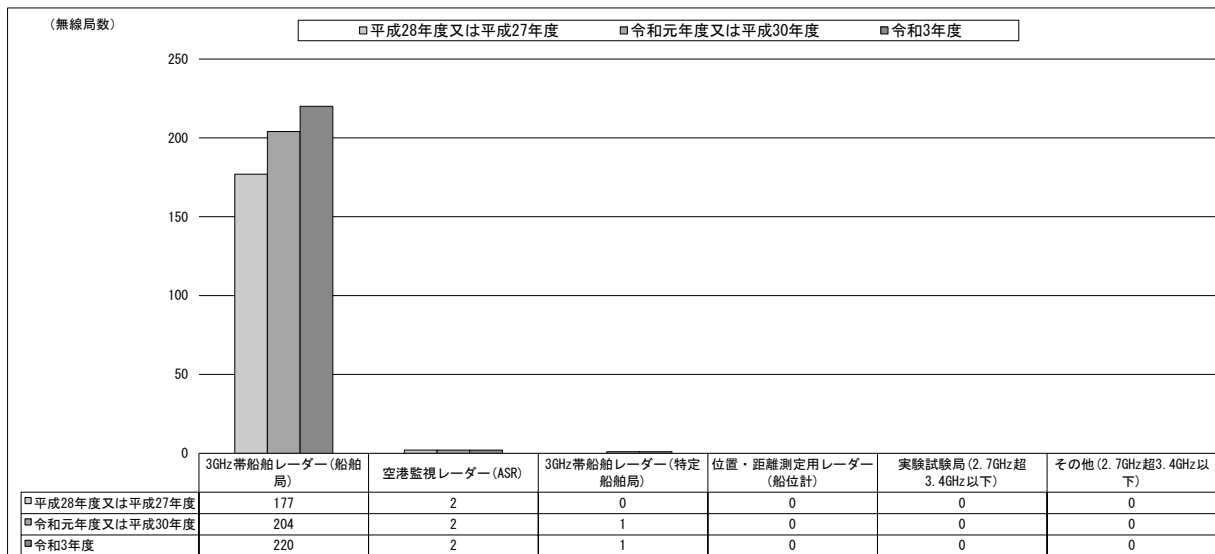 (無線局数)
□平成28年度又は平成27年度 ■令和元年度又は平成30年度 ■令和3年度
250
200
150
100
50
0
3GHz帯船舶レーダー(船舶局) 空港監視レーダー(ASR) 3GHz帯船舶レーダー(特定船舶局) 位置・距離測定用レーダー(船位計) 実験試験局(2.7GHz超3.4GHz以下) その他(2.7GHz超3.4GHz以下)
□平成28年度又は平成27年度 177 2 0 0 0 0
■令和元年度又は平成30年度 204 2 1 0 0 0
■令和3年度 220 2 1 0 0 0